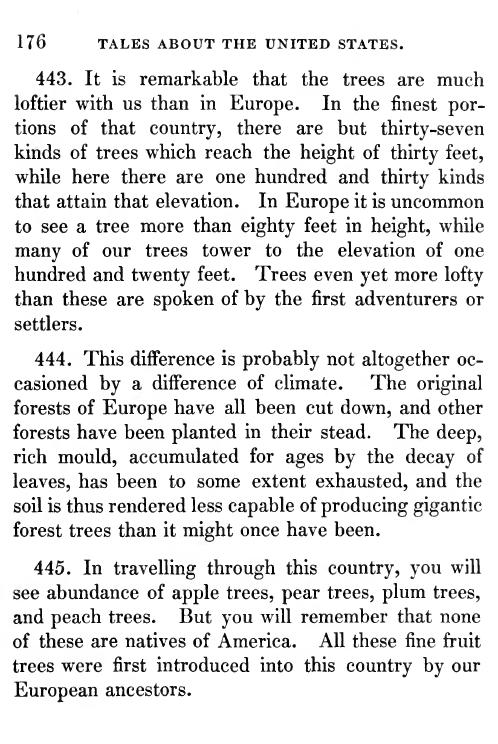 176 TALES ABOUT THE UNITED STATES.
443. It is remarkable that the trees are much
loftier with us than in Europe. In the finest por-
tions of that country, there are but thirty-seven
kinds of trees which reach the height of thirty feet,
while here there are one hundred and thirty kinds
that attain that elevation. In Europe it is uncommon
to see a tree more than eighty feet in height, while
many of our trees tower to the elevation of one
hundred and twenty feet. Trees even yet more lofty
than these are spoken of by the first adventurers or
settlers.
444. This difference is probably not altogether oc-
casioned by a difference of climate. The original
forests of Europe have all been cut down, and other
forests have been planted in their stead. The deep,
rich mould, accumulated for ages by the decay of
leaves, has been to some extent exhausted, and the
soil is thus rendered less capable of producing gigantic
forest trees than it might once have been.
445. In travelling through this country, you will
see abundance of apple trees, pear trees, plum trees,
and peach trees. But you will remember that none
of these are natives of America. All these fine fruit
trees were first introduced into this country by our
European ancestors.